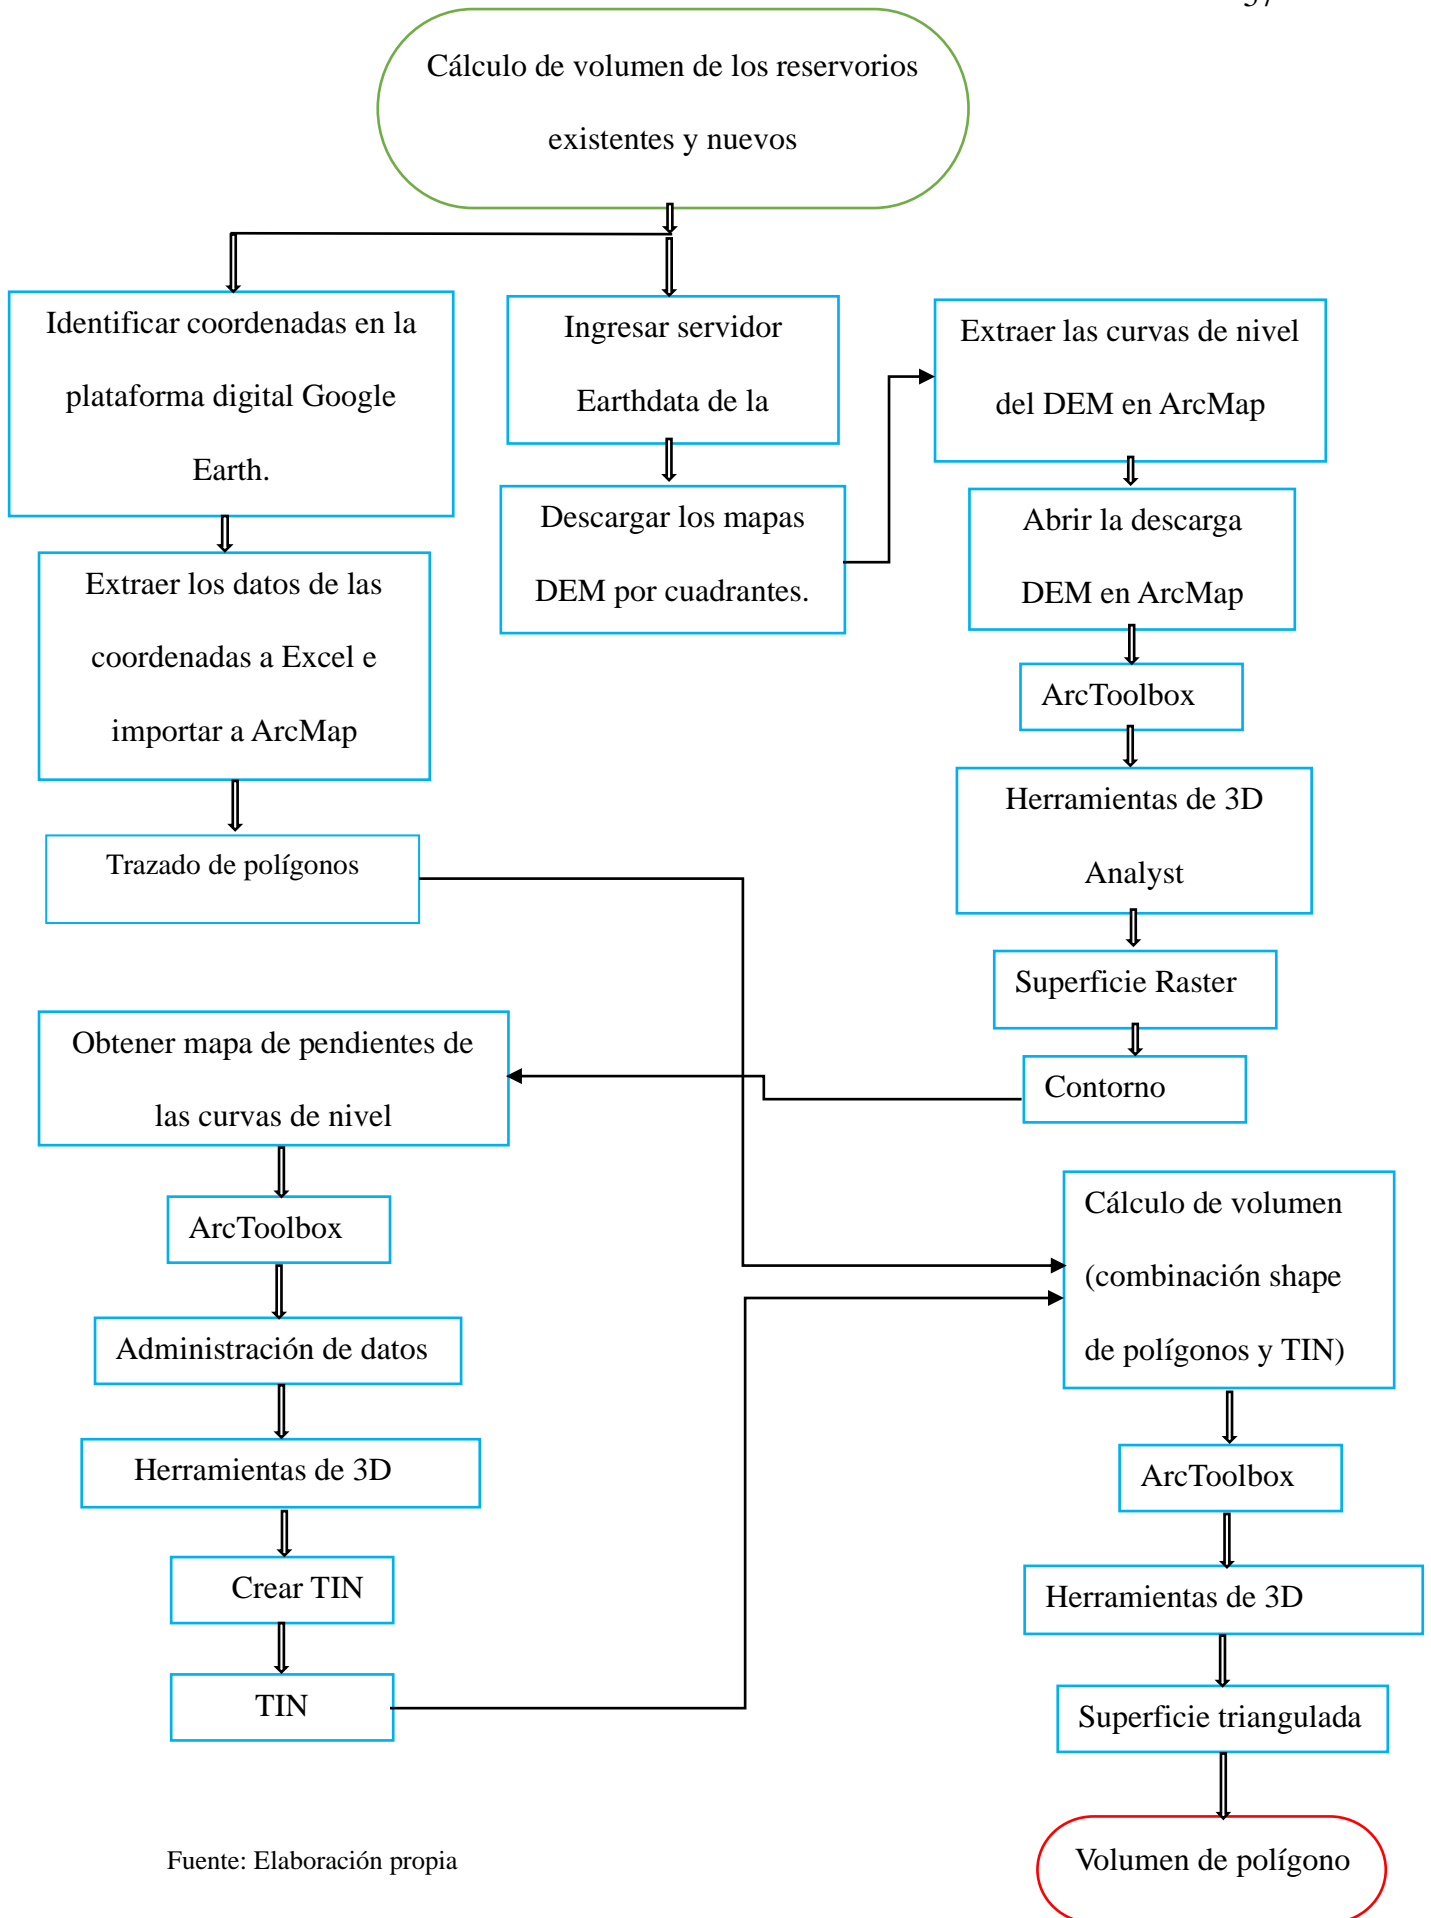 Cálculo de volumen de los reservorios
existentes y nuevos
Identificar coordenadas en la
plataforma digital Google
Earth.
Extraer los datos de las
coordenadas a Excel e
importar a ArcMap
Trazado de polígonos
Ingresar servidor
Earthdata de la
Descargar los mapas
DEM por cuadrantes.
Extraer las curvas de nivel
del DEM en ArcMap
Abrir la descarga
DEM en ArcMap
ArcToolbox
Herramientas de 3D
Analyst
Superficie Raster
Contorno
Obtener mapa de pendientes de
las curvas de nivel
ArcToolbox
Administración de datos
Herramientas de 3D
Crear TIN
TIN
Cálculo de volumen
(combinación shape
de polígonos y TIN)
ArcToolbox
Herramientas de 3D
Superficie triangulada
Volumen de polígono
Fuente: Elaboración propia